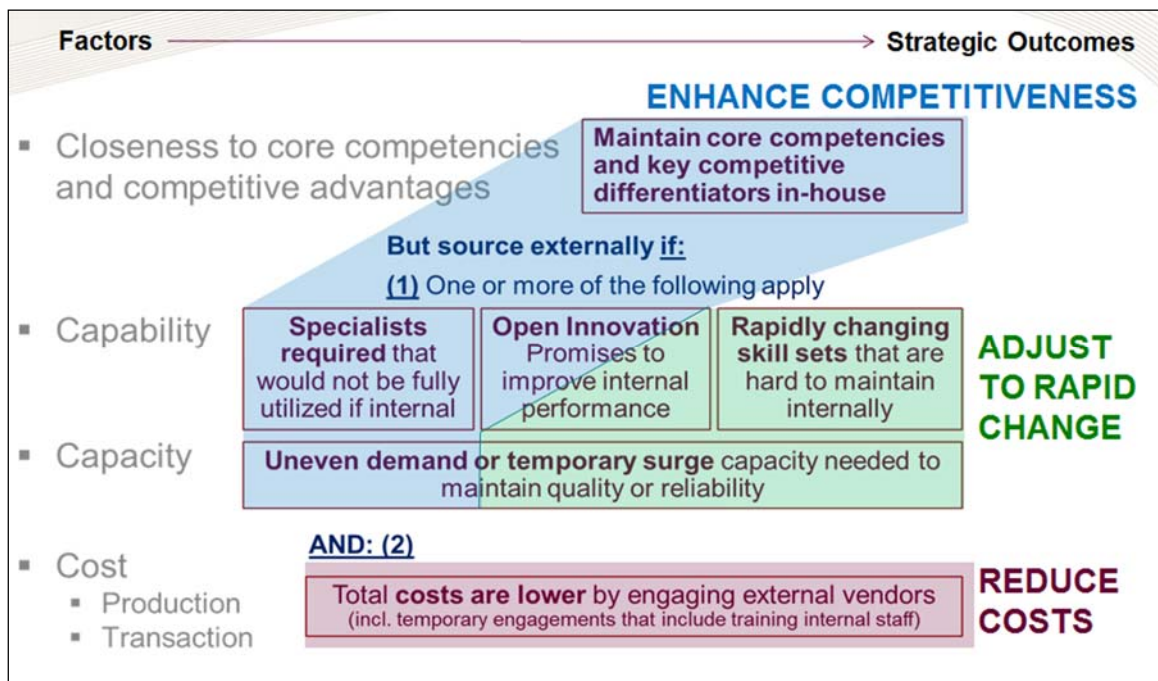 Factors
Strategic Outcomes
ENHANCE COMPETITIVENESS
▪ Closeness to core competencies
and competitive advantages
Maintain core competencies
and key competitive
differentiators in-house
But source externally if:
(1) One or more of the following apply
▪ Capability
Specialists
required that
would not be fully
utilized if internal
Open Innovation
Promises to
improve internal
performance
Rapidly changing
skill sets that are
hard to maintain
internally
ADJUST
TO RAPID
CHANGE
▪ Capacity
Uneven demand or temporary surge capacity needed to
maintain quality or reliability
AND: (2)
▪ Cost
▪ Production
▪ Transaction
Total costs are lower by engaging external vendors
(incl. temporary engagements that include training internal staff)
REDUCE
COSTS